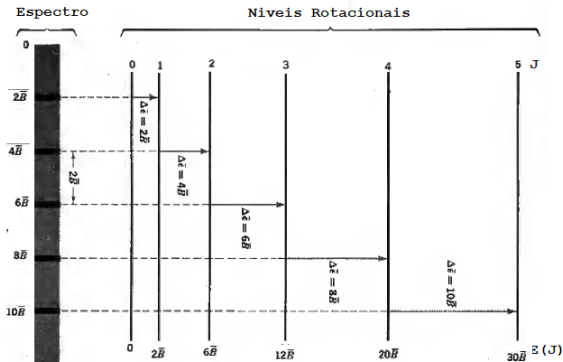 Espectro
Niveis Rotacionais
0
0 1 2 3 4 5 J
2B̅
4B̅
6B̅
8B̅
10B̅
2B̅
Δε̅ = 2B̅
Δε̅ = 4B̅
Δε̅ = 6B̅
Δε̅ = 8B̅
Δε̅ = 10B̅
0 2B̅ 6B̅ 12B̅ 20B̅ 30B̅ E(J)